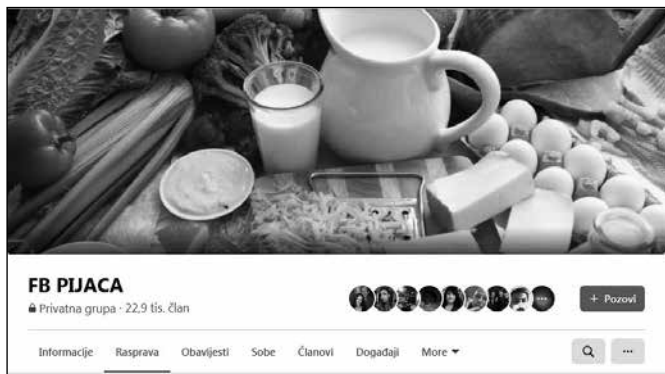 FB PIJACA
Privatna grupa · 22,9 tis. član
+ Pozovi
Informacije Rasprava Obavijesti Sobe Članovi Događaji More